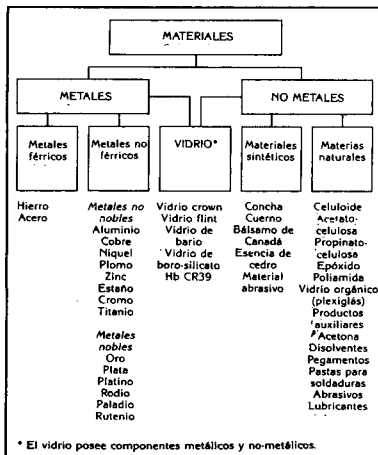 MATERIALES
METALES
NO METALES
Metales
férricos
Metales no
férricos
VIDRIO*
Materiales
sintéticos
Materias
naturales
Hierro
Acero
Metales no
nobles
Aluminio
Cobre
Niquel
Plomo
Zinc
Estaño
Cromo
Titanio
Metales
nobles
Oro
Plata
Platino
Rodio
Paladio
Rutenio
Vidrio crown
Vidrio flint
Vidrio de
bario
Vidrio de
boro-silicato
Hb CR39
Concha
Cuerno
Bálsamo de
Canadá
Esencia de
cedro
Material
abrasivo
Celuloide
Acetato-
celulosa
Propinato-
celulosa
Epóxido
Poliamida
Vidrio orgánico
(plexiglás)
Productos
auxiliares
Acetona
Disolventes
Pegamentos
Pastas para
soldaduras
Abrasivos
Lubricantes
* El vidrio posee componentes metálicos y no-metálicos.